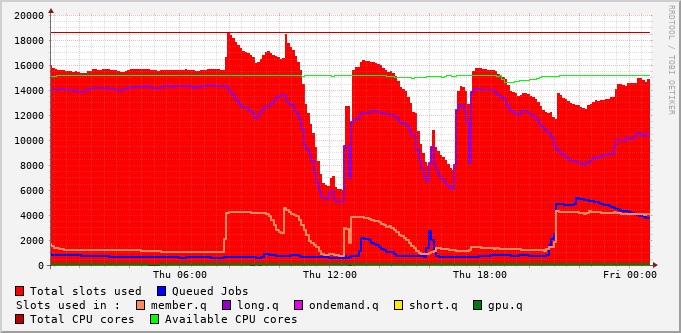 RRDTOOL / TOBI OETIKER
20000
18000
16000
14000
12000
10000
8000
6000
4000
2000
0
Thu 06:00 Thu 12:00 Thu 18:00 Fri 00:00
Total slots used Queued Jobs
Slots used in : member.q long.q ondemand.q short.q gpu.q
Total CPU cores Available CPU cores